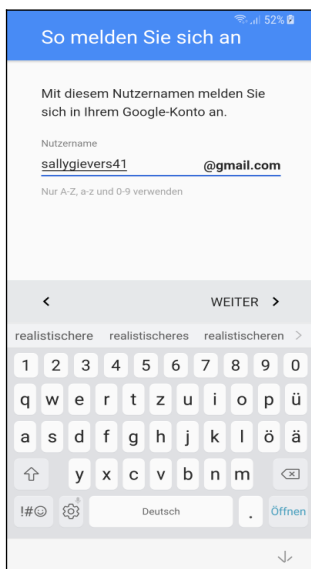 52%
So melden Sie sich an
Mit diesem Nutzernamen melden Sie
sich in Ihrem Google-Konto an.
Nutzername
sallygievers41 @gmail.com
Nur A-Z, a-z und 0-9 verwenden
< WEITER >
realistischere realistischeres realistischeren >
1 2 3 4 5 6 7 8 9 0
q w e r t z u i o p ü
a s d f g h j k l ö ä
y x c v b n m
!#☺ Deutsch . Öffnen